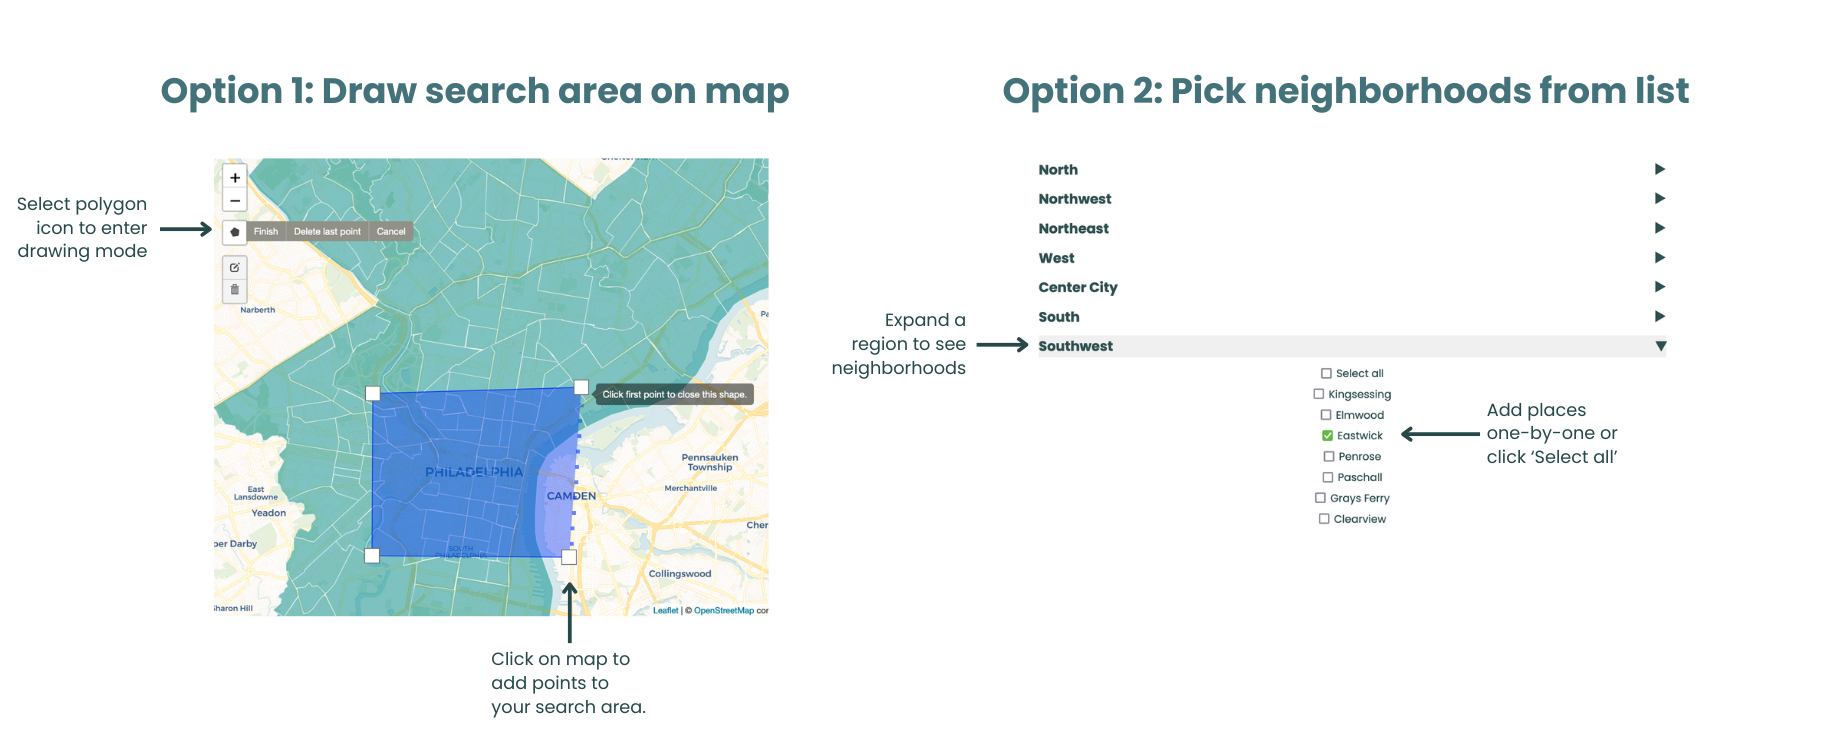 Option 1: Draw search area on map
Select polygon
icon to enter
drawing mode
+
−
Finish
Delete last point
Cancel
Narberth
Click first point to close this shape.
PHILADELPHIA
CAMDEN
Pennsauken
Township
Merchantville
East
Lansdowne
Yeadon
Cher
per Darby
SOUTH
PHILADELPHIA
Collingswood
Sharon Hill
Leaflet | © OpenStreetMap cor
Click on map to
add points to
your search area.
Option 2: Pick neighborhoods from list
North
Northwest
Northeast
West
Center City
South
Southwest
Expand a
region to see
neighborhoods
Select all
Kingsessing
Elmwood
Eastwick
Penrose
Paschall
Grays Ferry
Clearview
Add places
one-by-one or
click ‘Select all’